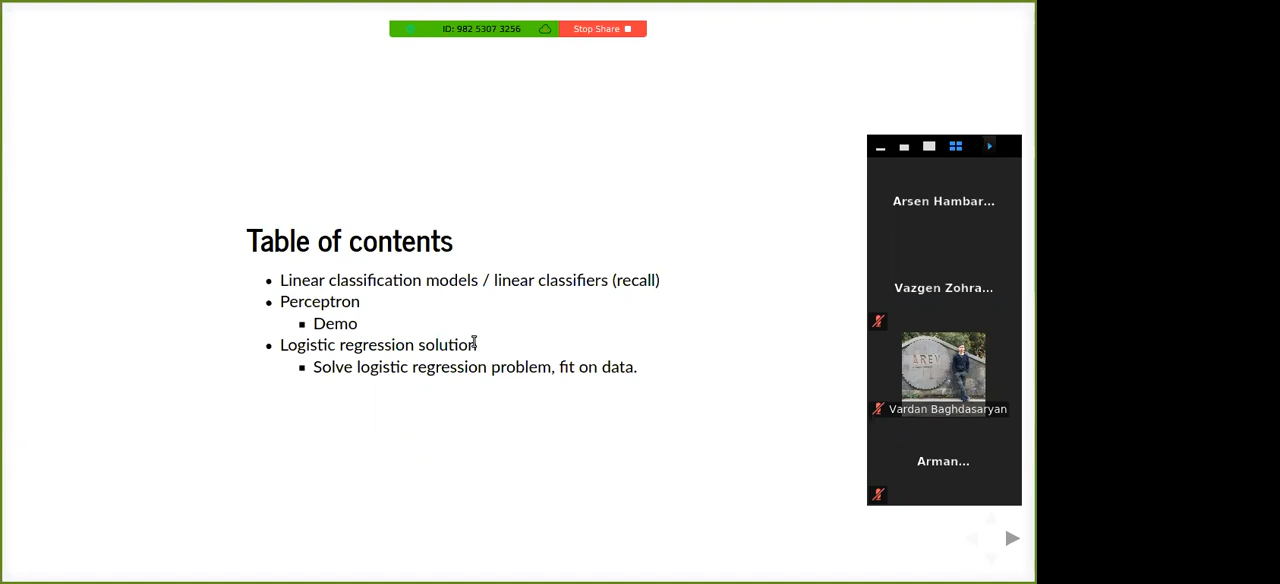 ID: 982 5307 3256
Stop Share
Table of contents
Linear classification models / linear classifiers (recall)
Perceptron
Demo
Logistic regression solution
Solve logistic regression problem, fit on data.
Arsen Hambar...
Vazgen Zohra...
AREV
Vardan Baghdasaryan
Arman...